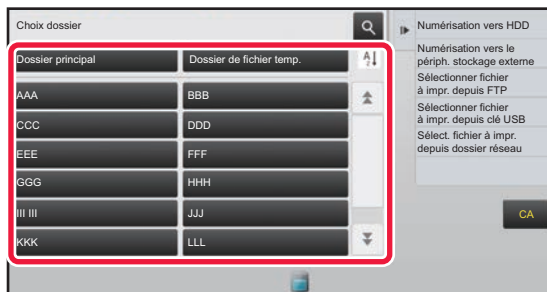 Choix dossier
Dossier principal
Dossier de fichier temp.
AAA
BBB
CCC
DDD
EEE
FFF
GGG
HHH
III III
JJJ
KKK
LLL
Numérisation vers HDD
Numérisation vers le
périph. stockage externe
Sélectionner fichier
à impr. depuis FTP
Sélectionner fichier
à impr. depuis clé USB
Sélect. fichier à impr.
depuis dossier réseau
CA